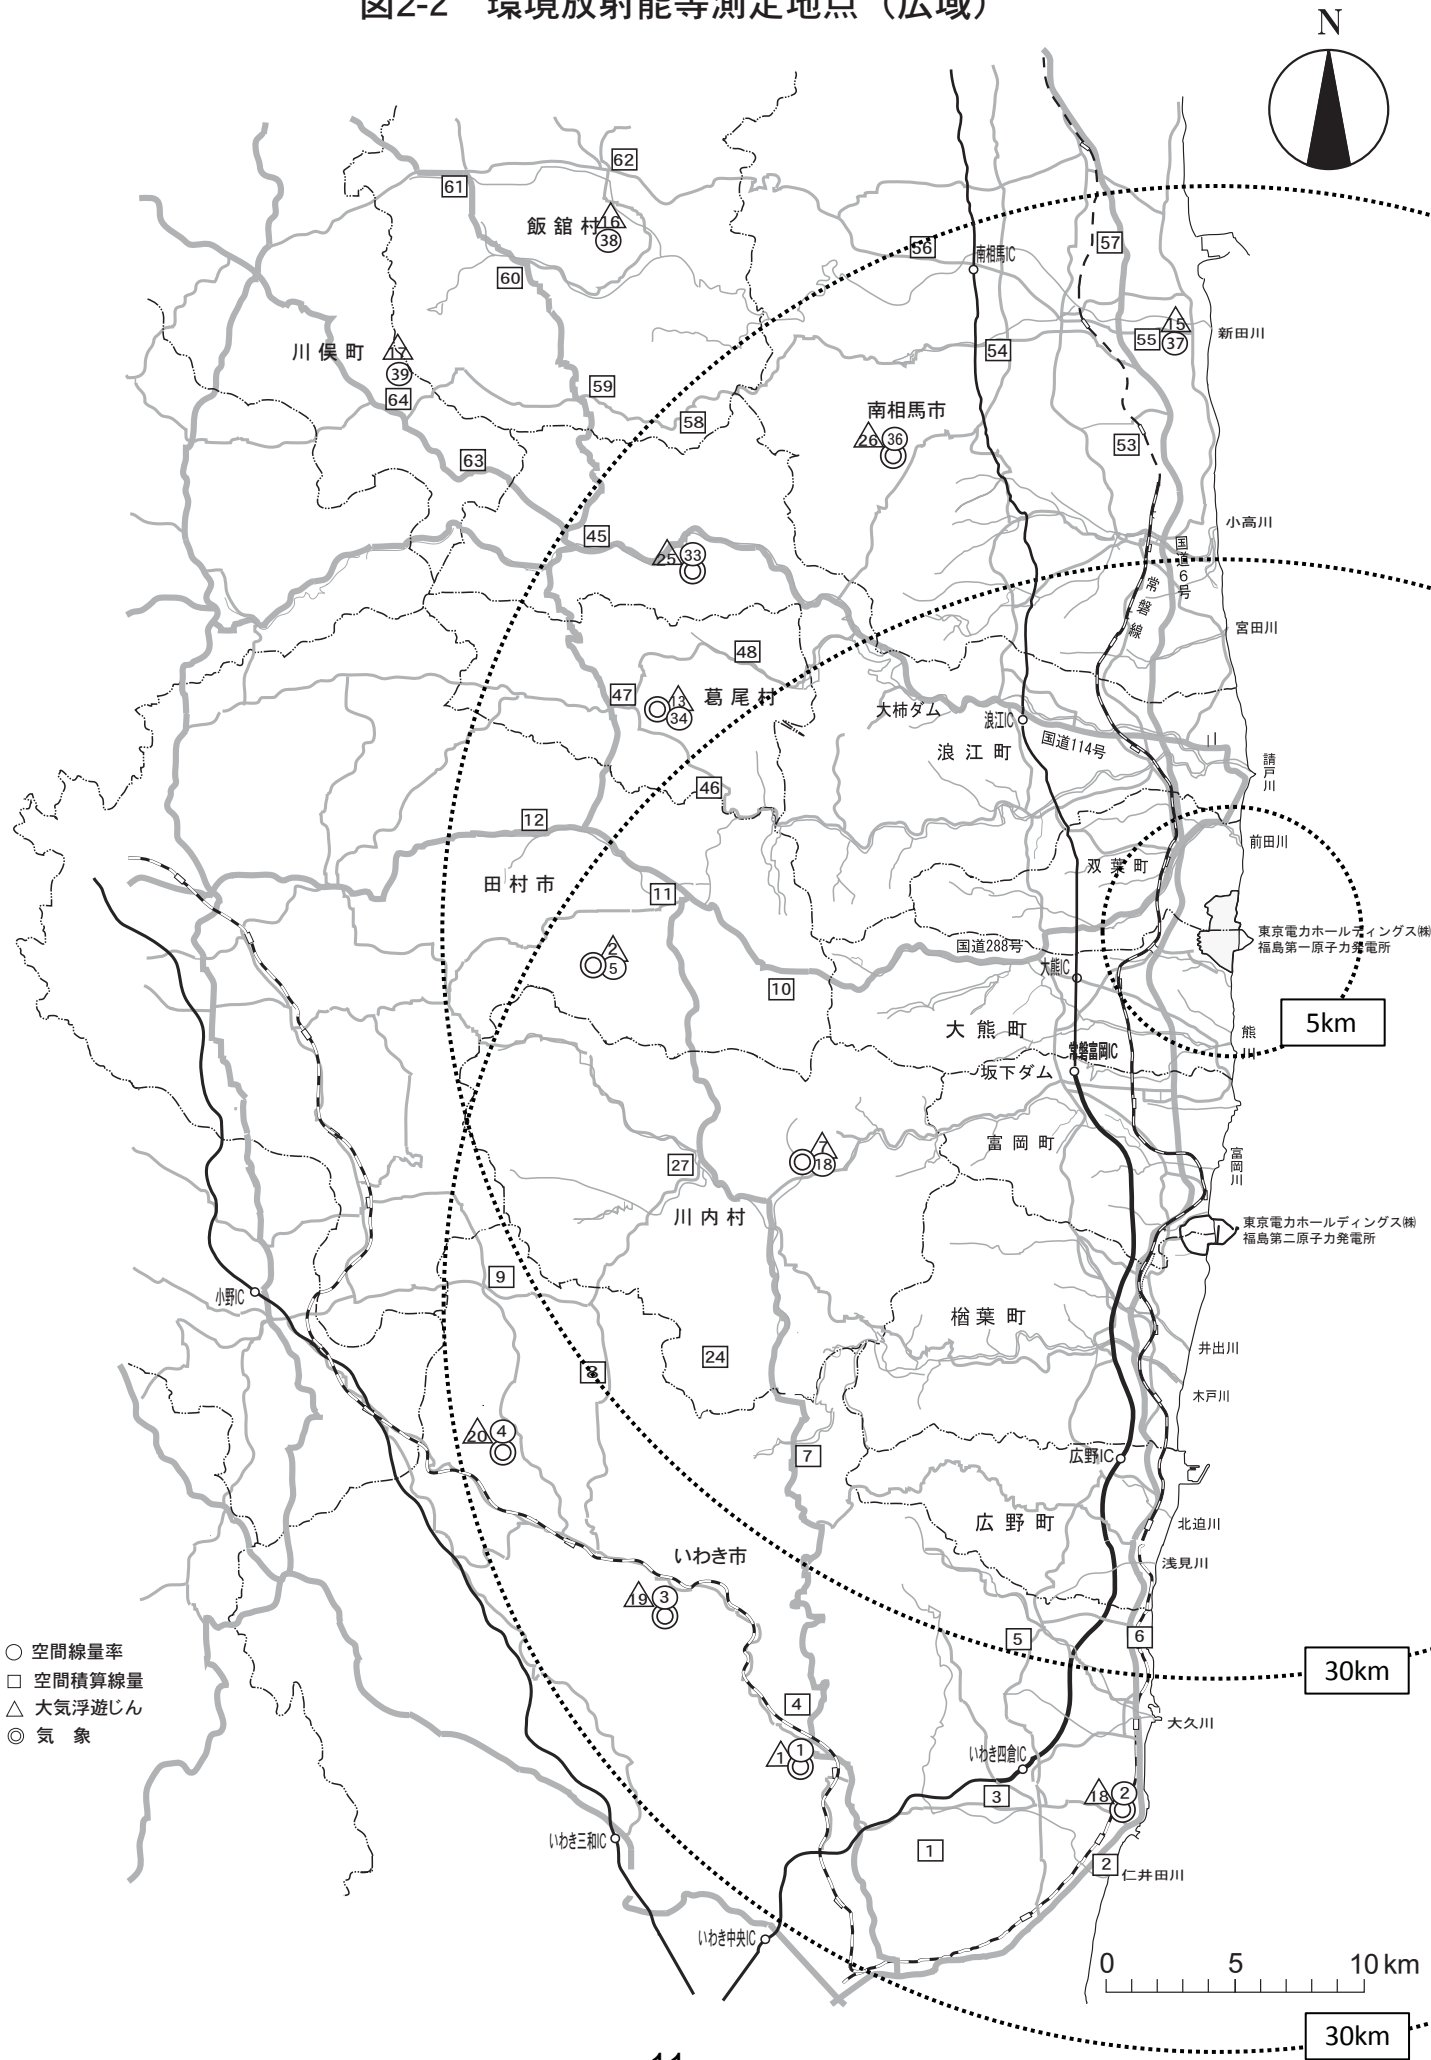 図2-2 環境放射能等測定地点（広域）
N
62
61
飯舘村
16
38
60
56
南相馬IC
57
川俣町
17
39
64
59
58
54
55
15
37
新田川
南相馬市
26
36
53
63
45
25
33
小高川
国道6号
常磐線
宮田川
48
47
13
34
葛尾村
大柿ダム
浪江IC
国道114号
浪江町
川
請戸川
46
12
前田川
双葉町
田村市
11
東京電力ホールディングス㈱
福島第一原子力発電所
国道288号
2
5
大熊IC
10
5km
大熊町
熊川
常磐富岡IC
坂下ダム
富岡町
7
18
27
富岡川
川内村
東京電力ホールディングス㈱
福島第二原子力発電所
9
小野IC
楢葉町
井出川
24
8
木戸川
20
4
7
広野IC
広野町
北迫川
いわき市
浅見川
19
3
5
6
○ 空間線量率
□ 空間積算線量
△ 大気浮遊じん
◎ 気 象
30km
4
大久川
1
1
いわき四倉IC
3
18
2
いわき三和IC
1
2
仁井田川
いわき中央IC
0 5 10 km
30km
11